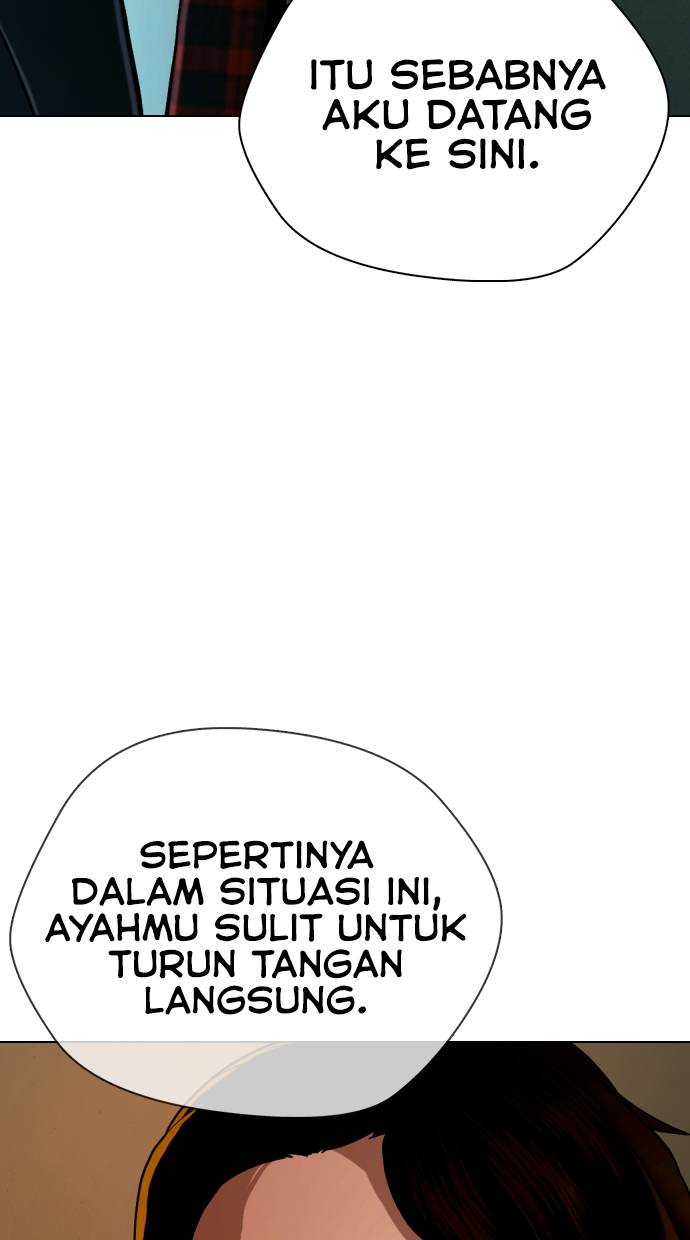 ITU SEBABNYA
AKU DATANG
KE SINI.
SEPERTINYA
DALAM SITUASI INI,
AYAHMU SULIT UNTUK
TURUN TANGAN
LANGSUNG.